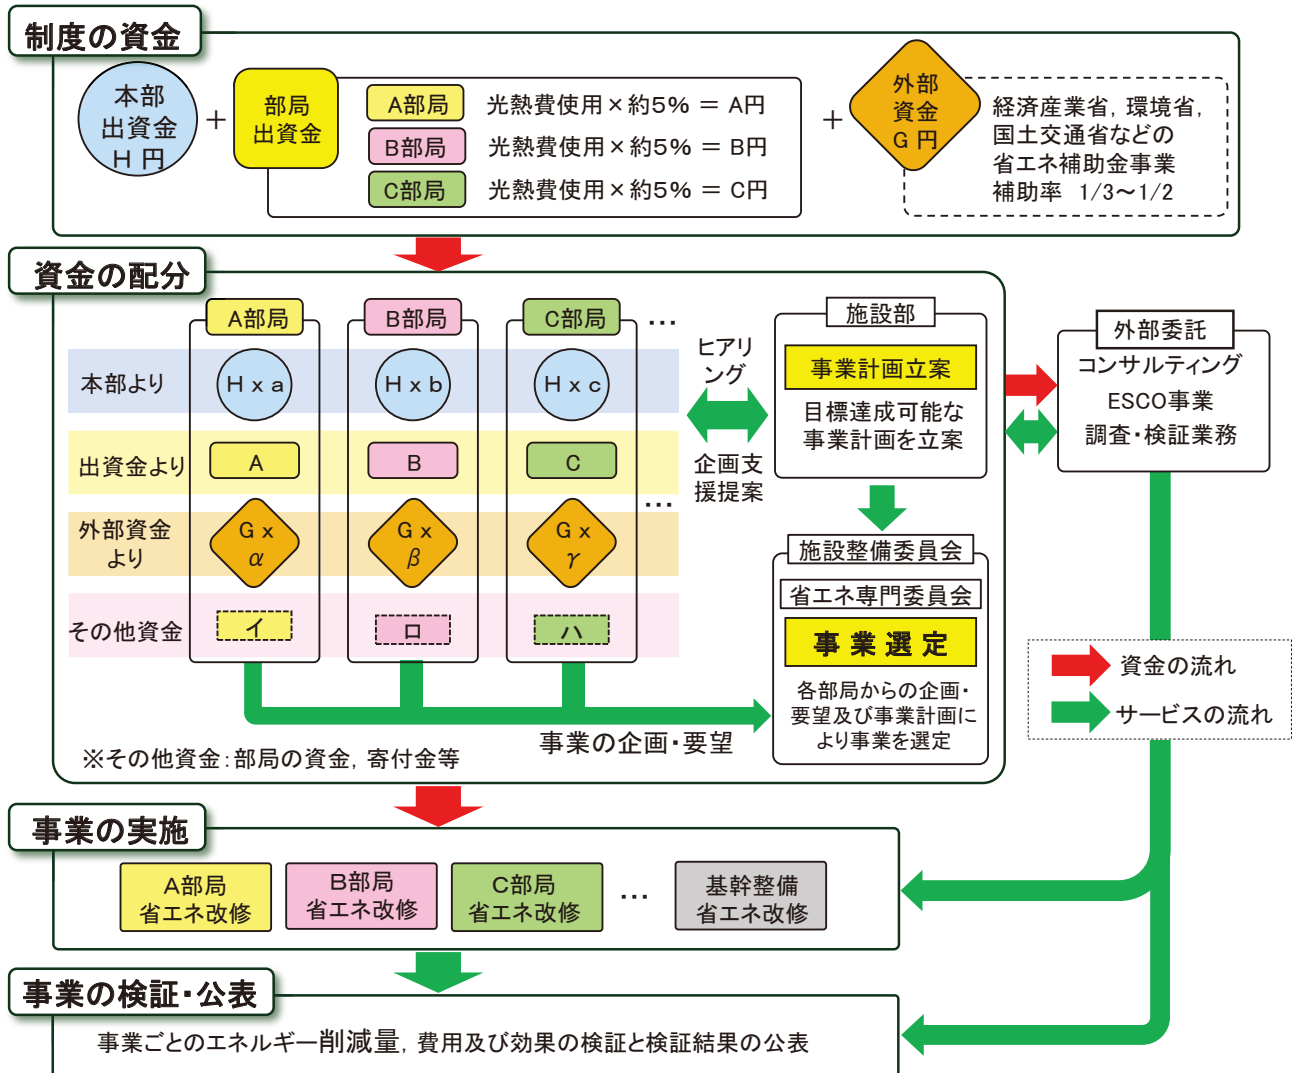 制度の資金
本部
出資金
H 円
+
部局
出資金
A部局
光熱費使用×約5% = A円
B部局
光熱費使用×約5% = B円
C部局
光熱費使用×約5% = C円
+
外部
資金
G 円
経済産業省, 環境省,
国土交通省などの
省エネ補助金事業
補助率 1/3～1/2
資金の配分
A部局
B部局
C部局
…
本部より
H x a
H x b
H x c
出資金より
A
B
C
外部資金
より
G x
α
G x
β
G x
γ
…
その他資金
イ
ロ
ハ
※その他資金：部局の資金, 寄付金等
事業の企画・要望
ヒアリ
ング
企画支
援提案
施設部
事業計画立案
目標達成可能な
事業計画を立案
施設整備委員会
省エネ専門委員会
事業選定
各部局からの企画・
要望及び事業計画に
より事業を選定
外部委託
コンサルティング
ESCO事業
調査・検証業務
資金の流れ
サービスの流れ
事業の実施
A部局
省エネ改修
B部局
省エネ改修
C部局
省エネ改修
…
基幹整備
省エネ改修
事業の検証・公表
事業ごとのエネルギー削減量, 費用及び効果の検証と検証結果の公表